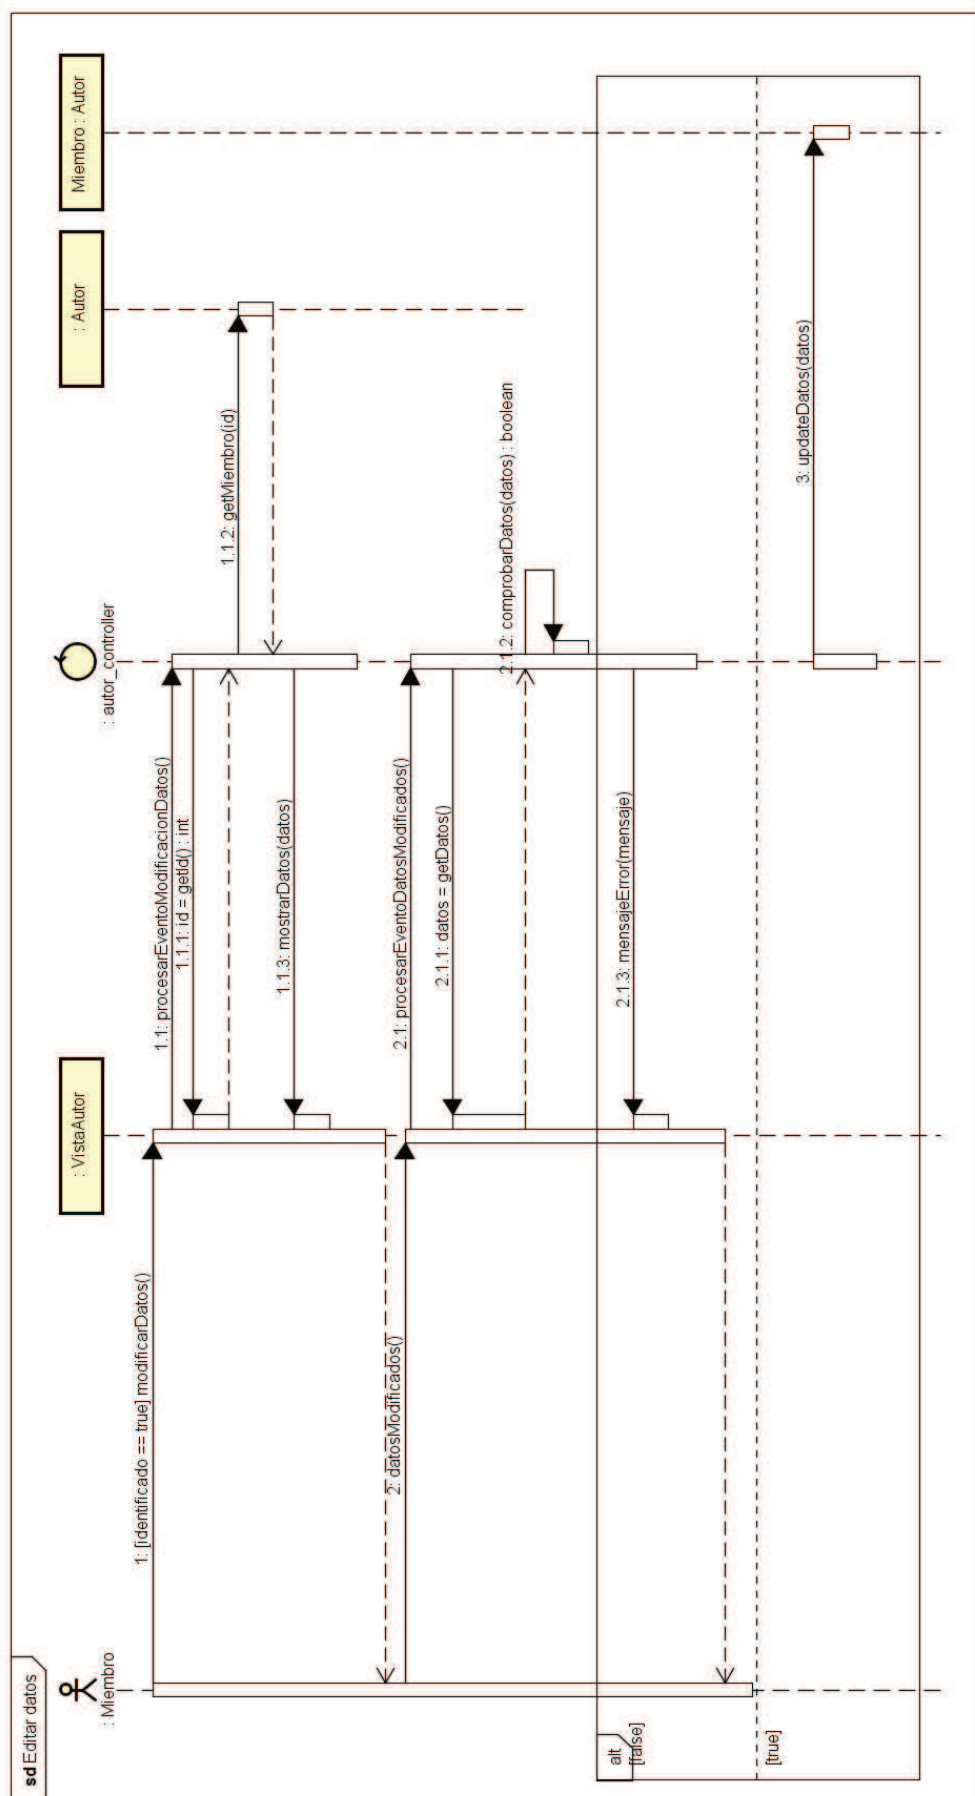 sd Editar datos
: Miembro
: VistaAutor
: autor_controller
: Autor
Miembro : Autor
1: [identificado == true] modificarDatos()
1.1: procesarEventoModificacionDatos()
1.1.1: id = getId() : int
1.1.2: getMiembro(id)
1.1.3: mostrarDatos(datos)
2: datosModificados()
2.1: procesarEventoDatosModificados()
2.1.1: datos = getDatos()
2.1.2: comprobarDatos(datos) : boolean
alt
[false]
2.1.3: mensajeError(mensaje)
[true]
3: updateDatos(datos)